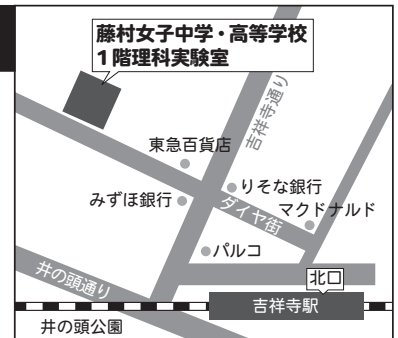 藤村女子中学・高等学校
1階理科実験室
吉祥寺通り
東急百貨店
りそな銀行
みずほ銀行
ダイヤ街
マクドナルド
パルコ
井の頭通り
北口
吉祥寺駅
井の頭公園